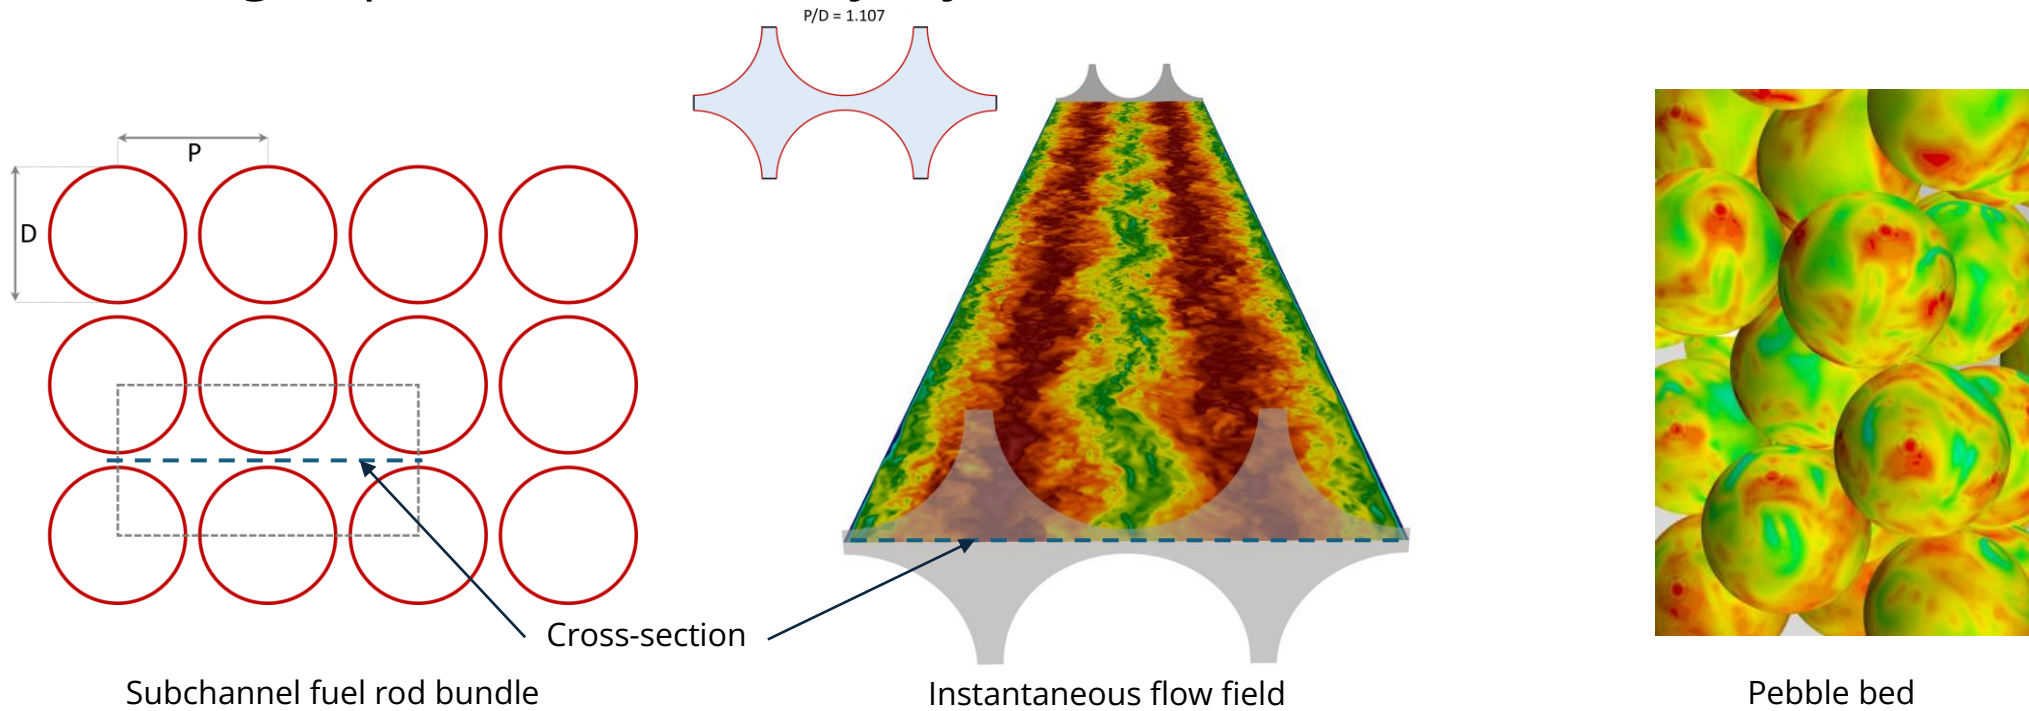 P/D = 1.107
P
D
Cross-section
Subchannel fuel rod bundle
Instantaneous flow field
Pebble bed